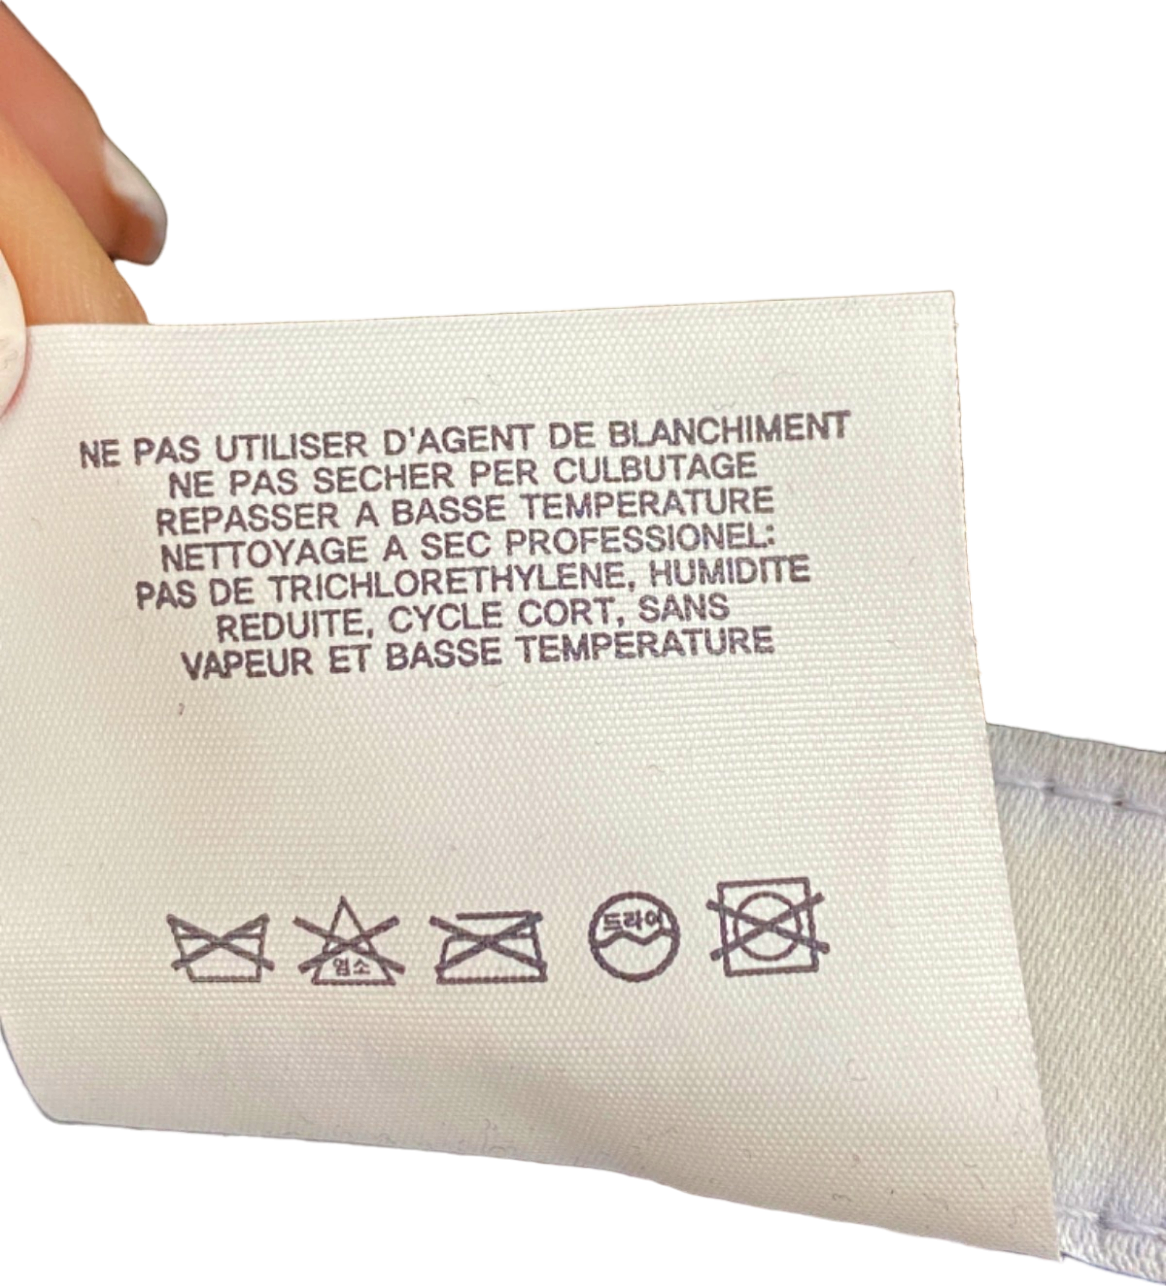 NE PAS UTILISER D'AGENT DE BLANCHIMENT
NE PAS SECHER PER CULBUTAGE
REPASSER A BASSE TEMPERATURE
NETTOYAGE A SEC PROFESSIONEL:
PAS DE TRICHLORETHYLENE, HUMIDITE
REDUITE, CYCLE CORT, SANS
VAPEUR ET BASSE TEMPERATURE
염소 드라이